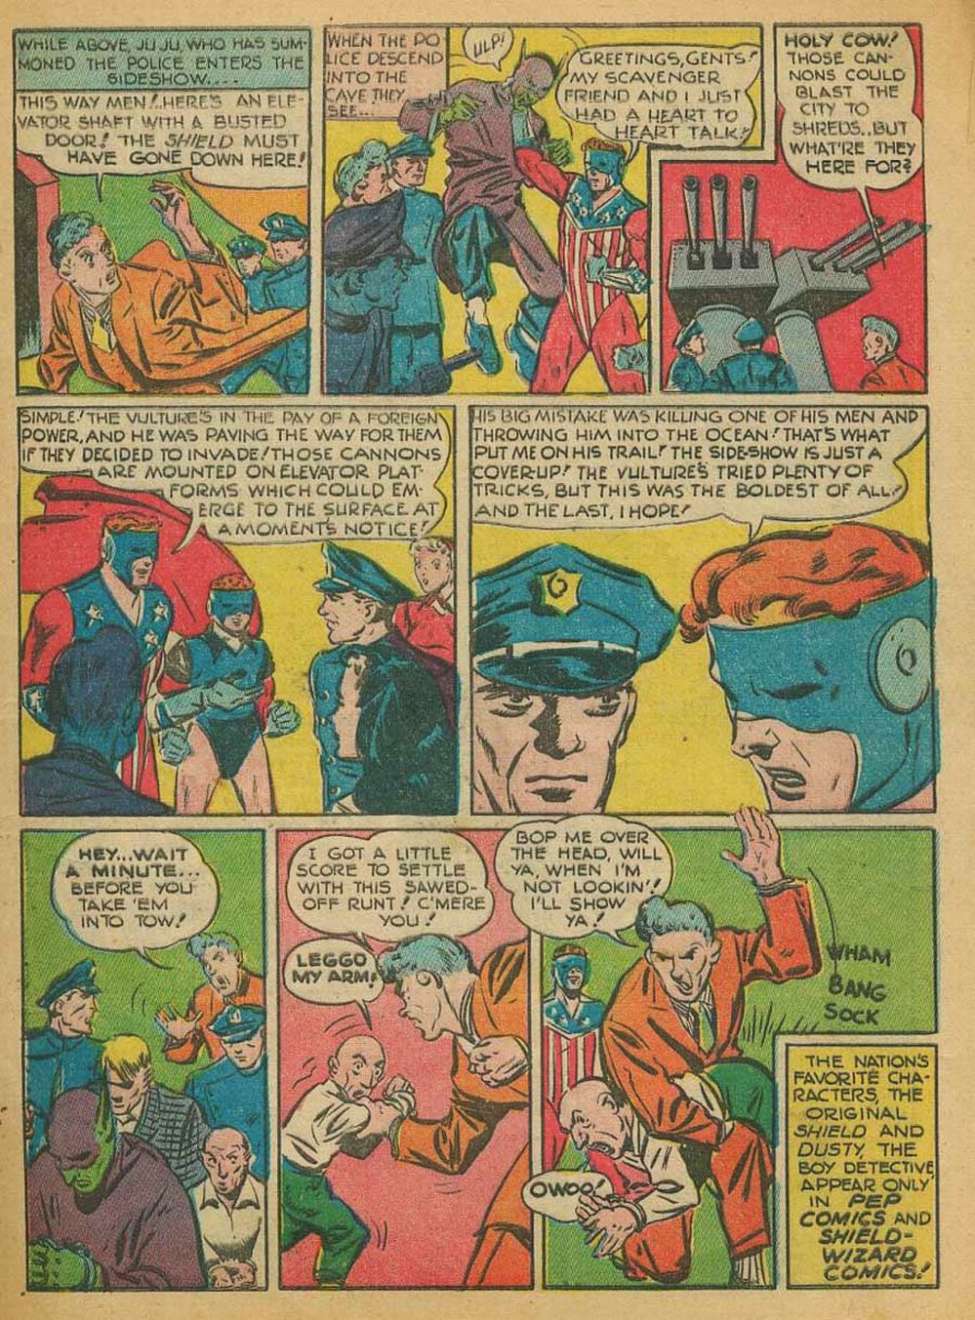 WHILE ABOVE, JU JU, WHO HAS SUM-
MONED THE POLICE ENTERS THE
SIDESHOW....
THIS WAY MEN! HERE'S AN ELE-
VATOR SHAFT WITH A BUSTED
DOOR! THE SHIELD MUST
HAVE GONE DOWN HERE!
WHEN THE PO
LICE DESCEND
INTO THE
CAVE THEY
SEE...
ULP!
GREETINGS, GENTS!
MY SCAVENGER
FRIEND AND I JUST
HAD A HEART TO
HEART TALK!
HOLY COW!
THOSE CAN-
NONS COULD
BLAST THE
CITY TO
SHREDS..BUT
WHAT'RE THEY
HERE FOR?
SIMPLE! THE VULTURE'S IN THE PAY OF A FOREIGN
POWER, AND HE WAS PAVING THE WAY FOR THEM
IF THEY DECIDED TO INVADE! THOSE CANNONS
ARE MOUNTED ON ELEVATOR PLAT-
FORMS WHICH COULD EM-
ERGE TO THE SURFACE AT
A MOMENT'S NOTICE!
HIS BIG MISTAKE WAS KILLING ONE OF HIS MEN AND
THROWING HIM INTO THE OCEAN! THAT'S WHAT
PUT ME ON HIS TRAIL! THE SIDE-SHOW IS JUST A
COVER-UP! THE VULTURE'S TRIED PLENTY OF
TRICKS, BUT THIS WAS THE BOLDEST OF ALL!
AND THE LAST, I HOPE!
HEY...WAIT
A MINUTE...
BEFORE YOU
TAKE 'EM
INTO TOW!
I GOT A LITTLE
SCORE TO SETTLE
WITH THIS SAWED-
OFF RUNT! C'MERE
YOU!
LEGGO
MY ARM!
BOP ME OVER
THE HEAD, WILL
YA, WHEN I'M
NOT LOOKIN'!
I'LL SHOW
YA!
WHAM
BANG
SOCK
OWOO!
THE NATION'S
FAVORITE CHA-
RACTERS, THE
ORIGINAL
SHIELD AND
DUSTY, THE
BOY DETECTIVE
APPEAR ONLY
IN PEP
COMICS AND
SHIELD-
WIZARD
COMICS!